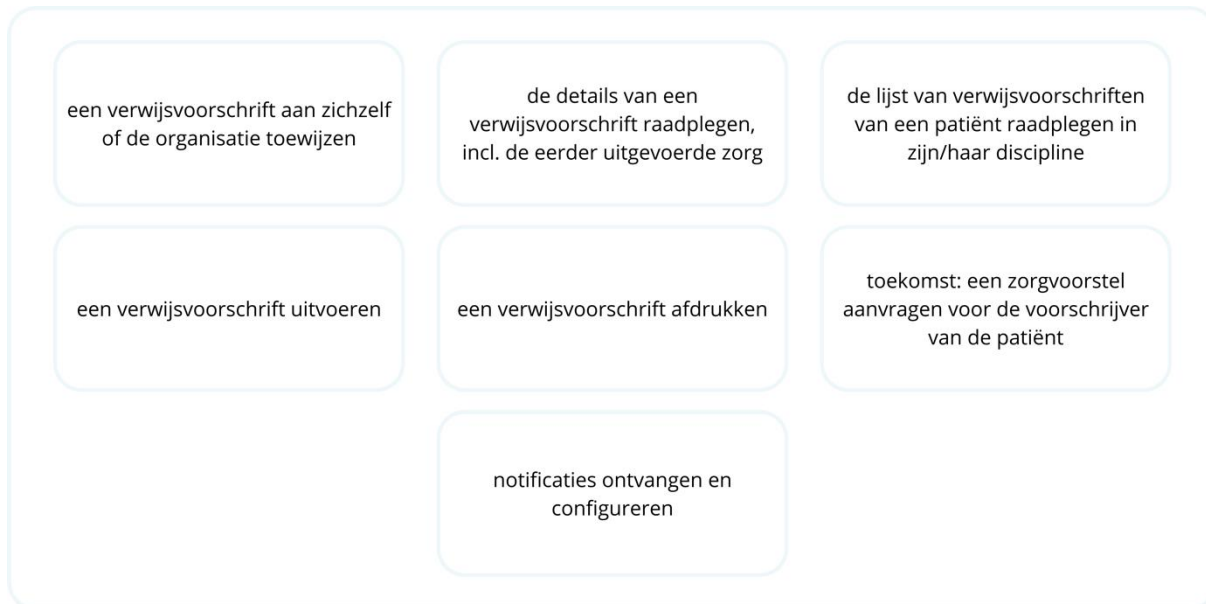 een verwijsvoorschrift aan zichzelf
of de organisatie toewijzen
de details van een
verwijsvoorschrift raadplegen,
incl. de eerder uitgevoerde zorg
de lijst van verwijsvoorschriften
van een patiënt raadplegen in
zijn/haar discipline
een verwijsvoorschrift uitvoeren
een verwijsvoorschrift afdrukken
toekomst: een zorgvoorstel
aanvragen voor de voorschrijver
van de patiënt
notificaties ontvangen en
configureren